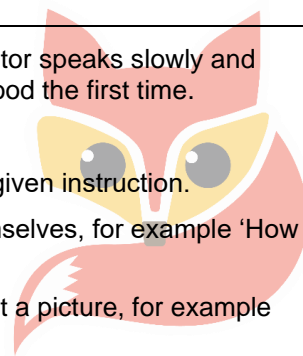 tor speaks slowly and
ood the first time.
given instruction.
nselves, for example ‘How
t a picture, for example